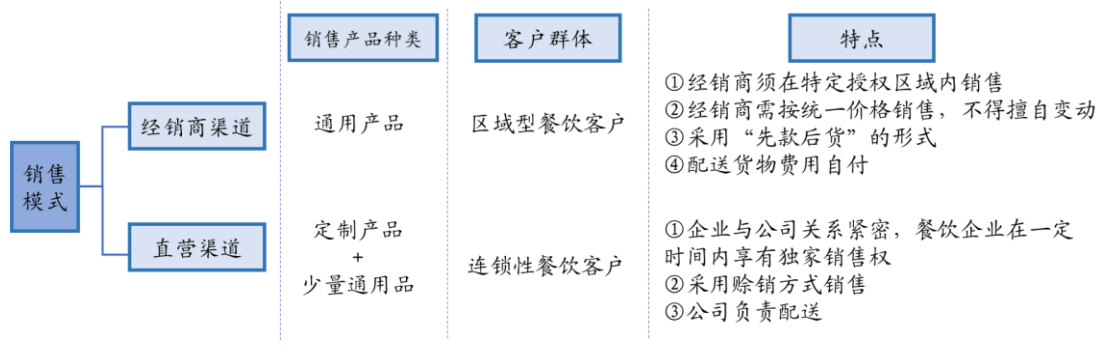 销售产品种类
客户群体
特点
销售
模式
经销商渠道
通用产品
区域型餐饮客户
①经销商须在特定授权区域内销售
②经销商需按统一价格销售，不得擅自变动
③采用“先款后货”的形式
④配送货物费用自付
直营渠道
定制产品
+
少量通用品
连锁性餐饮客户
①企业与公司关系紧密，餐饮企业在一定
时间内享有独家销售权
②采用赊销方式销售
③公司负责配送